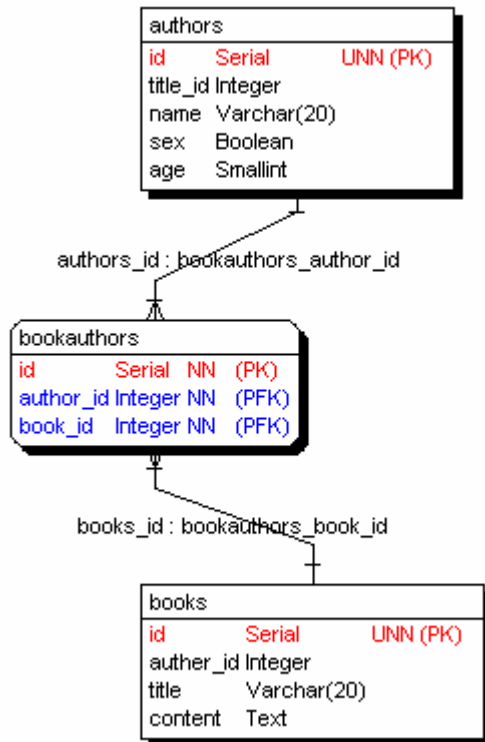 authors
id Serial UNN (PK)
title_id Integer
name Varchar(20)
sex Boolean
age Smallint
authors_id : bookauthors_author_id
bookauthors
id Serial NN (PK)
author_id Integer NN (PFK)
book_id Integer NN (PFK)
books_id : bookauthors_book_id
books
id Serial UNN (PK)
auther_id Integer
title Varchar(20)
content Text